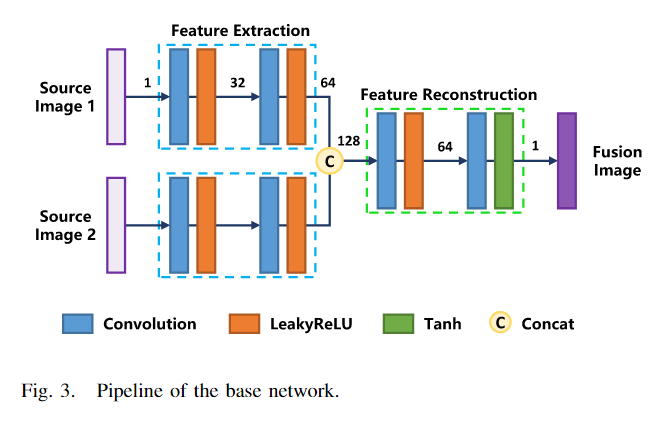 Feature Extraction
Source
Image 1
1
32
64
Feature Reconstruction
128
64
1
C
Fusion
Image
Source
Image 2
Convolution
LeakyReLU
Tanh
C
Concat
Fig. 3. Pipeline of the base network.